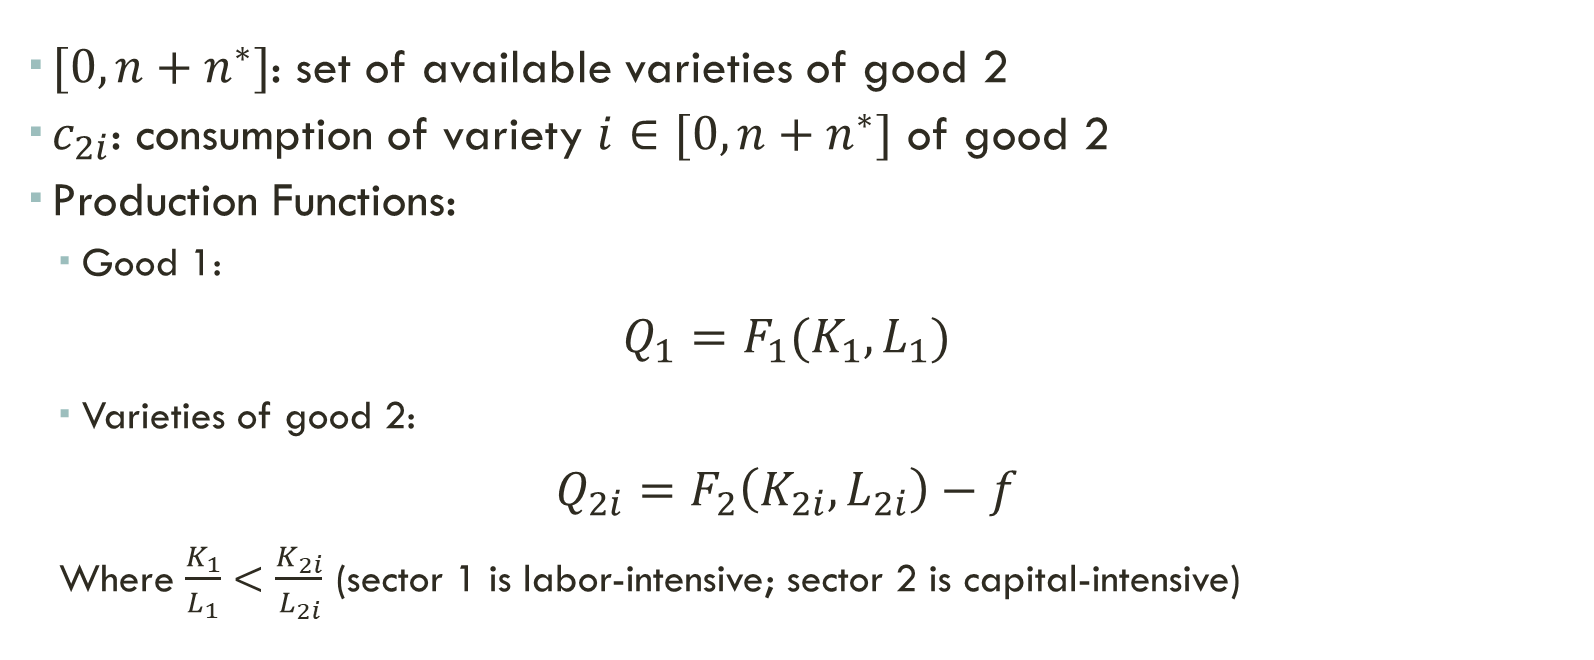 ▪ [0, n + n*]: set of available varieties of good 2
▪ c₂ᵢ: consumption of variety i ∈ [0, n + n*] of good 2
▪ Production Functions:
▪ Good 1:
Q₁ = F₁(K₁, L₁)
▪ Varieties of good 2:
Q₂ᵢ = F₂(K₂ᵢ, L₂ᵢ) − f
Where K₁/L₁ < K₂ᵢ/L₂ᵢ (sector 1 is labor-intensive; sector 2 is capital-intensive)